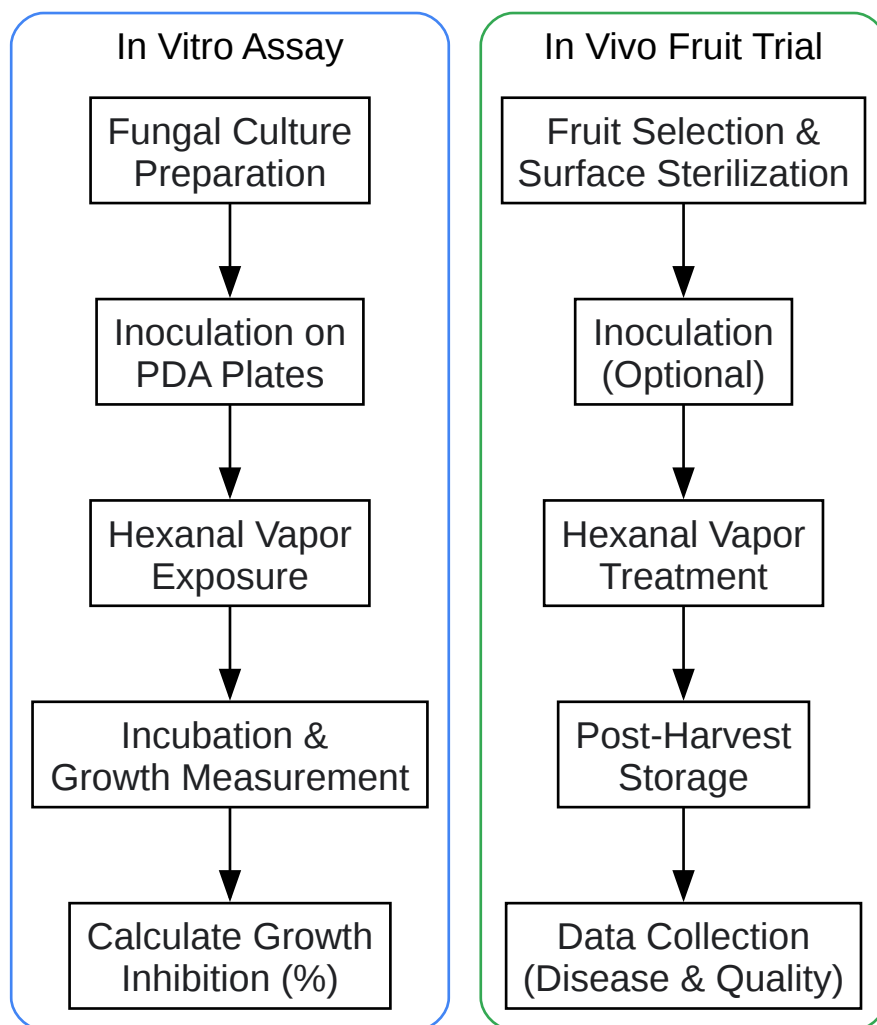 In Vitro Assay
Fungal Culture
Preparation
Inoculation on
PDA Plates
Hexanal Vapor
Exposure
Incubation &
Growth Measurement
Calculate Growth
Inhibition (%)
In Vivo Fruit Trial
Fruit Selection &
Surface Sterilization
Inoculation
(Optional)
Hexanal Vapor
Treatment
Post-Harvest
Storage
Data Collection
(Disease & Quality)